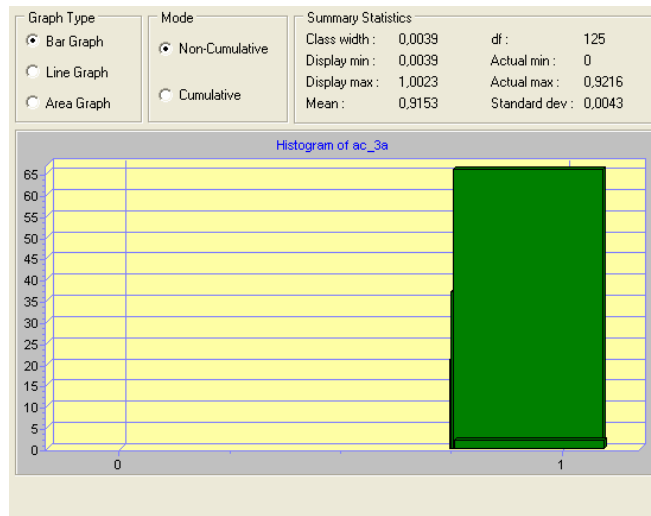 Graph Type
Bar Graph
Line Graph
Area Graph
Mode
Non-Cumulative
Cumulative
Summary Statistics
Class width : 0,0039 df : 125
Display min : 0,0039 Actual min : 0
Display max : 1,0023 Actual max : 0,9216
Mean : 0,9153 Standard dev : 0,0043
Histogram of ac_3a
65
60
55
50
45
40
35
30
25
20
15
10
5
0
0 1